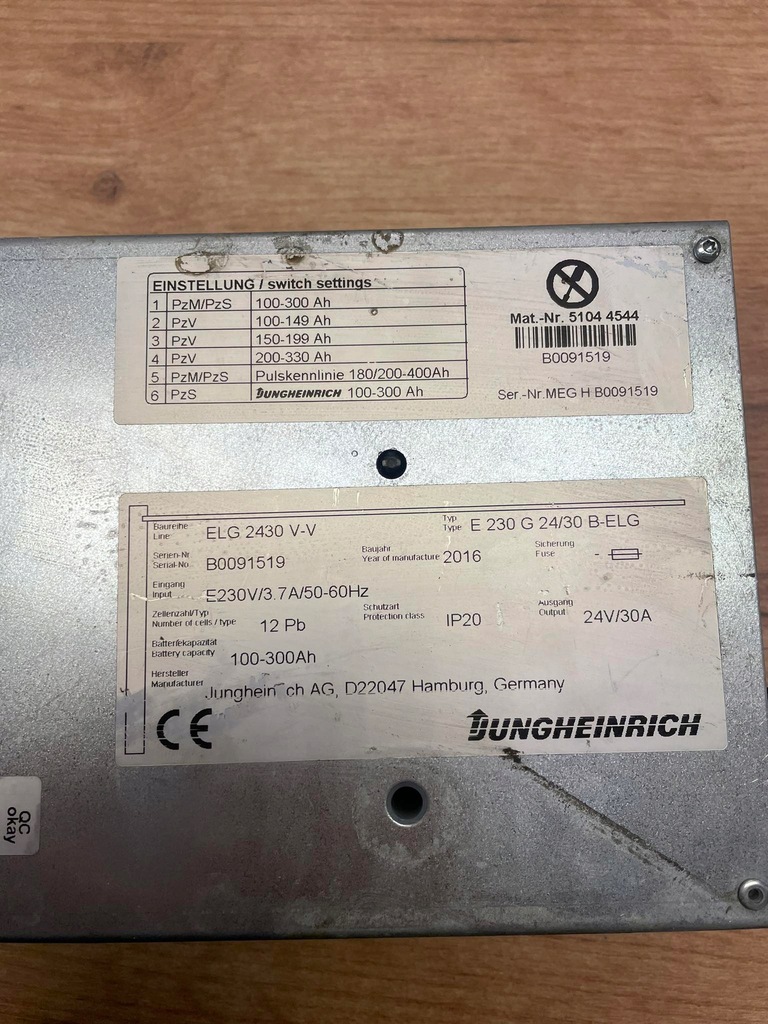 EINSTELLUNG / switch settings
1 PzM/PzS 100-300 Ah
2 PzV 100-149 Ah
3 PzV 150-199 Ah
4 PzV 200-330 Ah
5 PzM/PzS Pulskennlinie 180/200-400Ah
6 PzS JUNGHEINRICH 100-300 Ah
Mat.-Nr. 5104 4544
B0091519
Ser.-Nr.MEG H B0091519
Baureihe
Line
ELG 2430 V-V
Typ
Type
E 230 G 24/30 B-ELG
Serien-Nr
Serial-No.
B0091519
Baujahr
Year of manufacture
2016
Sicherung
Fuse
-
Eingang
Input
E230V/3.7A/50-60Hz
Zellenzahl/Typ
Number of cells / type
12 Pb
Schutzart
Protection class
IP20
Ausgang
Output
24V/30A
Batteriekapazität
Battery capacity
100-300Ah
Hersteller
Manufacturer
Jungheinrich AG, D22047 Hamburg, Germany
CE
JUNGHEINRICH
QC
okay